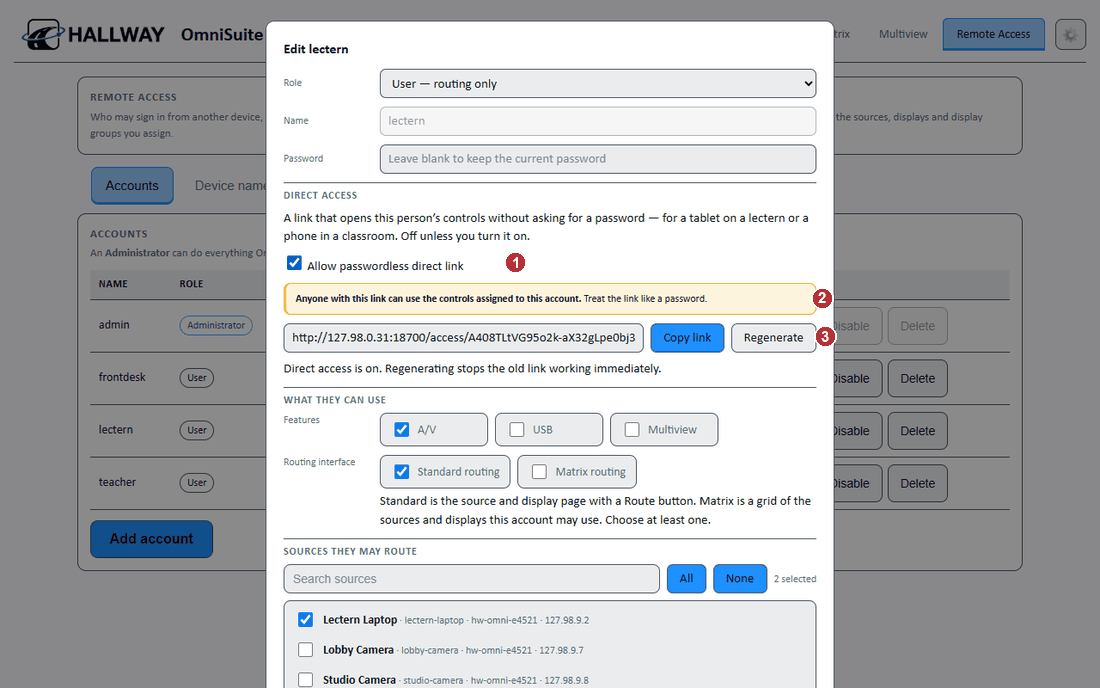 HALLWAY OmniSuite
trix Multiview Remote Access
REMOTE ACCESS
Who may sign in from another device,
the sources, displays and display
groups you assign.
Accounts Device name
ACCOUNTS
An Administrator can do everything
NAME ROLE
admin Administrator
isable Delete
frontdesk User
Disable Delete
lectern User
Disable Delete
teacher User
Disable Delete
Add account
Edit lectern
Role User — routing only
Name lectern
Password Leave blank to keep the current password
DIRECT ACCESS
A link that opens this person’s controls without asking for a password — for a tablet on a lectern or a
phone in a classroom. Off unless you turn it on.
Allow passwordless direct link 1
Anyone with this link can use the controls assigned to this account. Treat the link like a password. 2
http://127.98.0.31:18700/access/A408TLtVG95o2k-aX32gLpe0bj3 Copy link Regenerate 3
Direct access is on. Regenerating stops the old link working immediately.
WHAT THEY CAN USE
Features A/V USB Multiview
Routing interface Standard routing Matrix routing
Standard is the source and display page with a Route button. Matrix is a grid of the
sources and displays this account may use. Choose at least one.
SOURCES THEY MAY ROUTE
Search sources All None 2 selected
Lectern Laptop · lectern-laptop · hw-omni-e4521 · 127.98.9.2
Lobby Camera · lobby-camera · hw-omni-e4521 · 127.98.9.7
Studio Camera · studio-camera · hw-omni-e4521 · 127.98.9.8